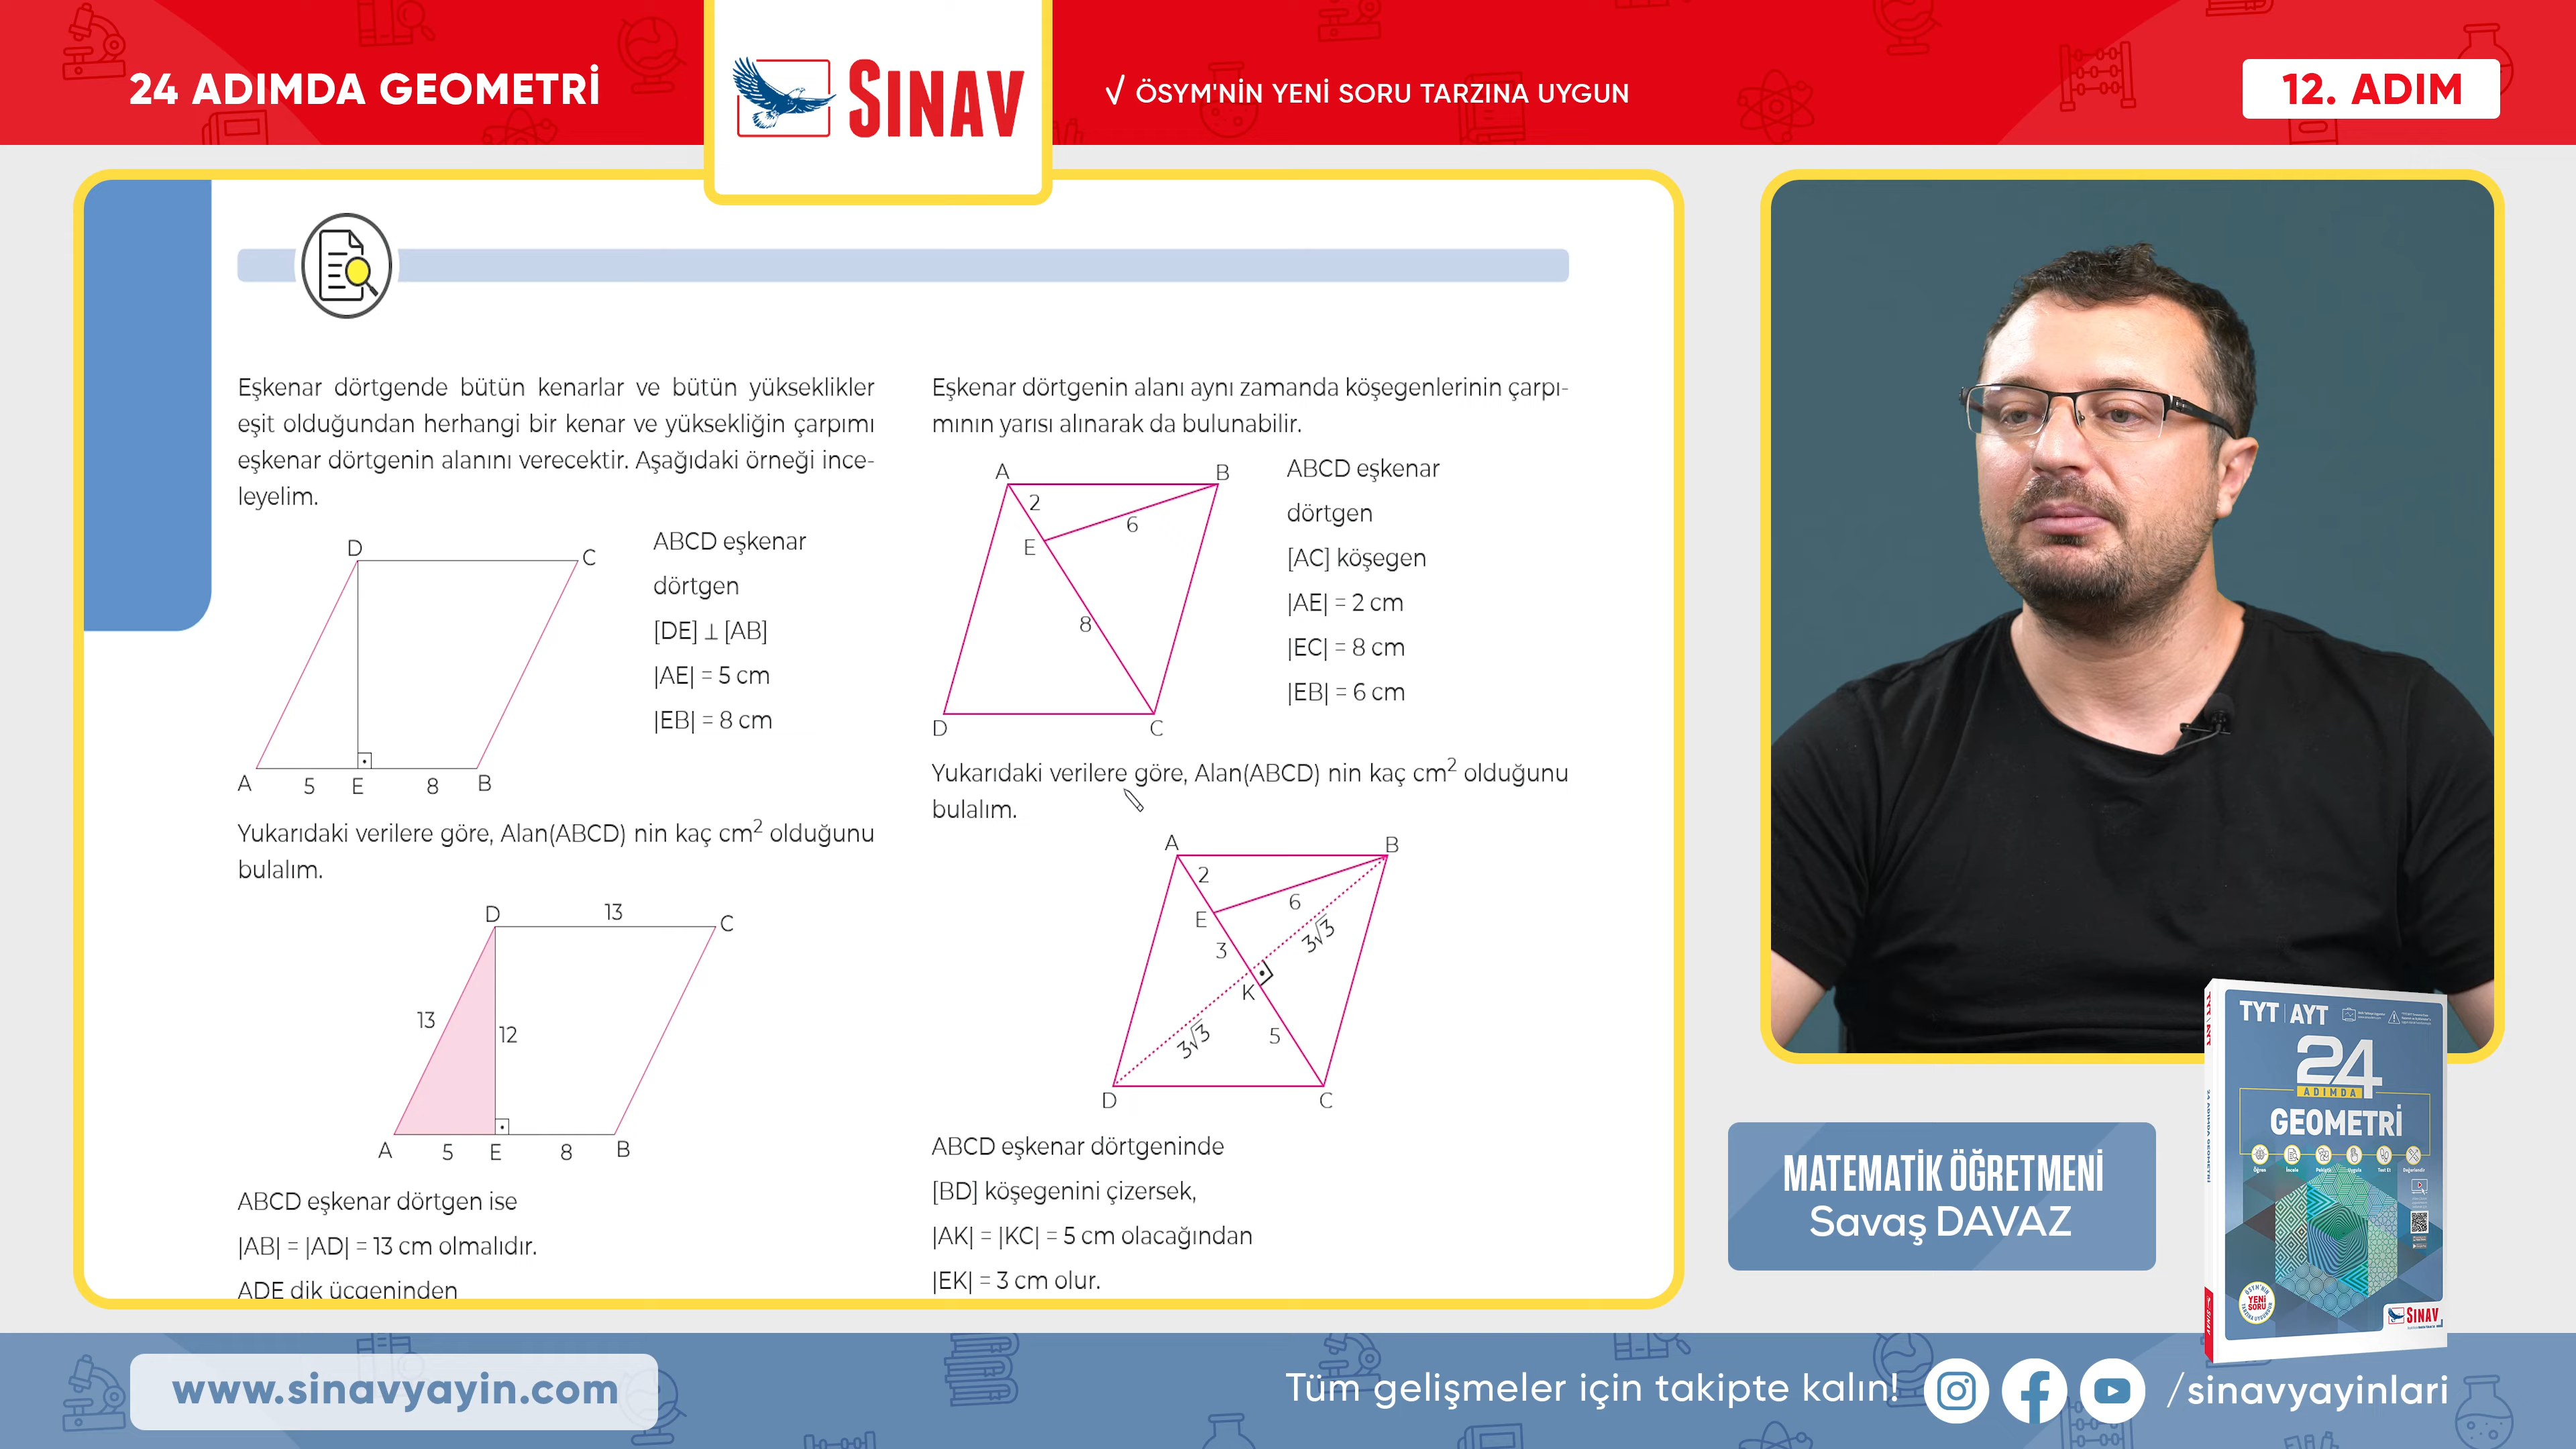 24 ADIMDA GEOMETRİ
SINAV
√ ÖSYM'NİN YENİ SORU TARZINA UYGUN
12. ADIM
Eşkenar dörtgende bütün kenarlar ve bütün yükseklikler
eşit olduğundan herhangi bir kenar ve yüksekliğin çarpımı
eşkenar dörtgenin alanını verecektir. Aşağıdaki örneği ince-
leyelim.
D
C
A
5
E
8
B
ABCD eşkenar
dörtgen
[DE] ⊥ [AB]
|AE| = 5 cm
|EB| = 8 cm
Yukarıdaki verilere göre, Alan(ABCD) nin kaç cm² olduğunu
bulalım.
D
13
C
13
12
A
5
E
8
B
ABCD eşkenar dörtgen ise
|AB| = |AD| = 13 cm olmalıdır.
ADE dik üçgeninden
Eşkenar dörtgenin alanı aynı zamanda köşegenlerinin çarpı-
mının yarısı alınarak da bulunabilir.
A
B
2
6
E
8
D
C
ABCD eşkenar
dörtgen
[AC] köşegen
|AE| = 2 cm
|EC| = 8 cm
|EB| = 6 cm
Yukarıdaki verilere göre, Alan(ABCD) nin kaç cm² olduğunu
bulalım.
A
B
2
6
E
3√3
3
K
3√3
5
D
C
ABCD eşkenar dörtgeninde
[BD] köşegenini çizersek,
|AK| = |KC| = 5 cm olacağından
|EK| = 3 cm olur.
MATEMATİK ÖĞRETMENİ
Savaş DAVAZ
TYT | AYT
24
ADIMDA
GEOMETRİ
YENİ
SORU
SINAV
www.sinavyayin.com
Tüm gelişmeler için takipte kalın!
/sinavyayinlari